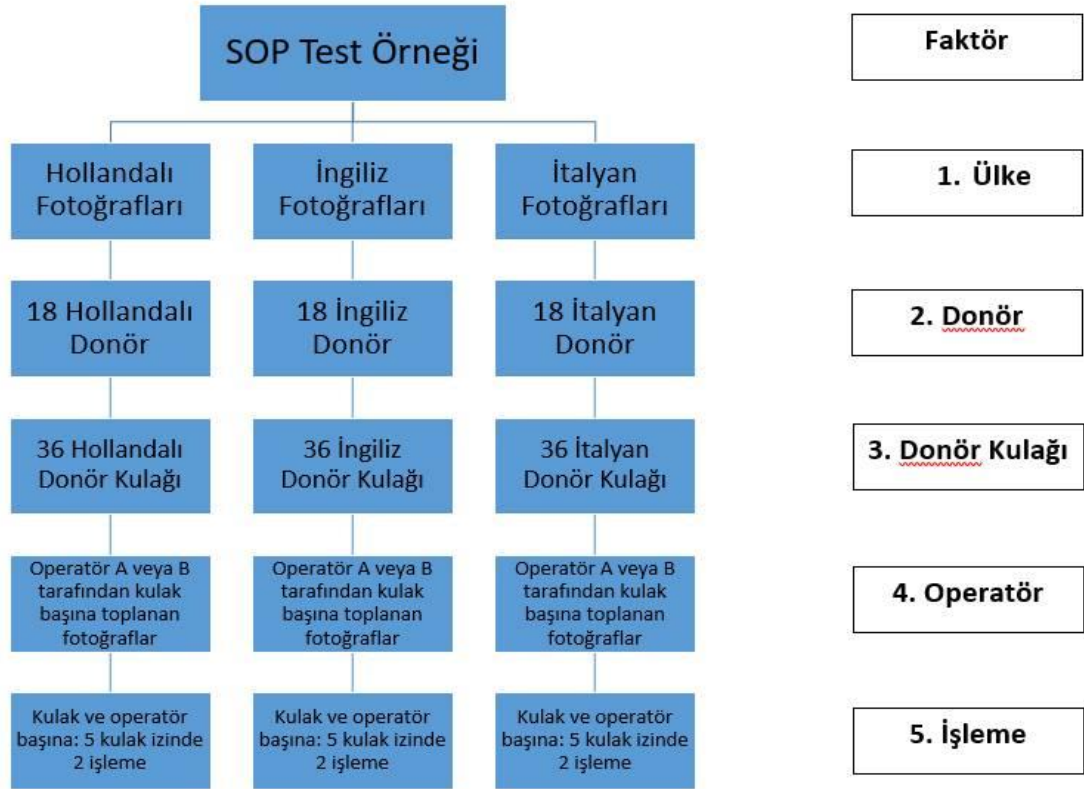 SOP Test Örneği
Faktör
Hollandalı
Fotoğrafları
İngiliz
Fotoğrafları
İtalyan
Fotoğrafları
1. Ülke
18 Hollandalı
Donör
18 İngiliz
Donör
18 İtalyan
Donör
2. Donör
36 Hollandalı
Donör Kulağı
36 İngiliz
Donör Kulağı
36 İtalyan
Donör Kulağı
3. Donör Kulağı
Operatör A veya B
tarafından kulak
başına toplanan
fotoğraflar
Operatör A veya B
tarafından kulak
başına toplanan
fotoğraflar
Operatör A veya B
tarafından kulak
başına toplanan
fotoğraflar
4. Operatör
Kulak ve operatör
başına: 5 kulak izinde
2 işleme
Kulak ve operatör
başına: 5 kulak izinde
2 işleme
Kulak ve operatör
başına: 5 kulak izinde
2 işleme
5. İşleme